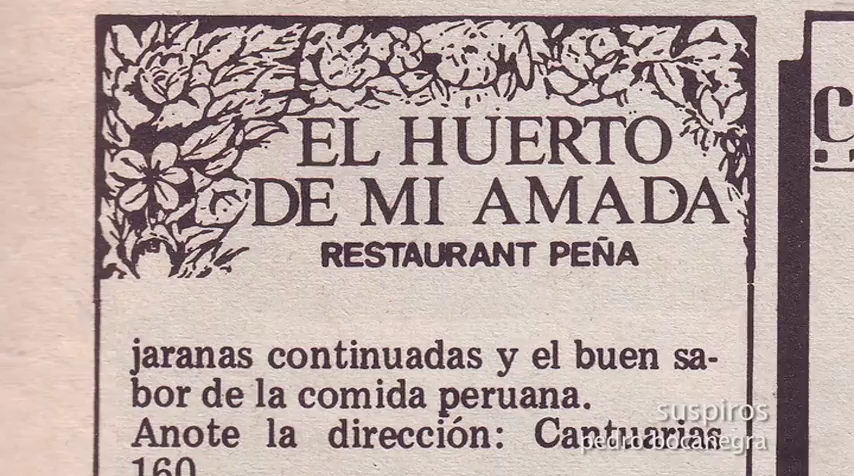 EL HUERTO
DE MI AMADA
RESTAURANT PEÑA
jaranas continuadas y el buen sa-
bor de la comida peruana.
Anote la dirección: Cantuarias
160
suspiros
pedro bocanegra